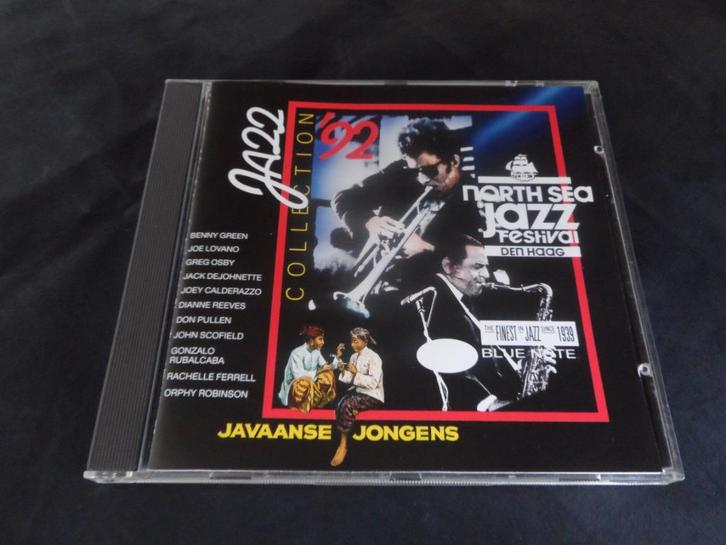 JAZZ
COLLECTION
'92
BENNY GREEN
JOE LOVANO
GREG OSBY
JACK DEJOHNETTE
JOEY CALDERAZZO
DIANNE REEVES
DON PULLEN
JOHN SCOFIELD
GONZALO
RUBALCABA
RACHELLE FERRELL
ORPHY ROBINSON
NORTH SEA
jazz
FESTIVAL
DEN HAAG
THE FINEST IN JAZZ SINCE 1939
BLUE NOTE
JAVAANSE JONGENS